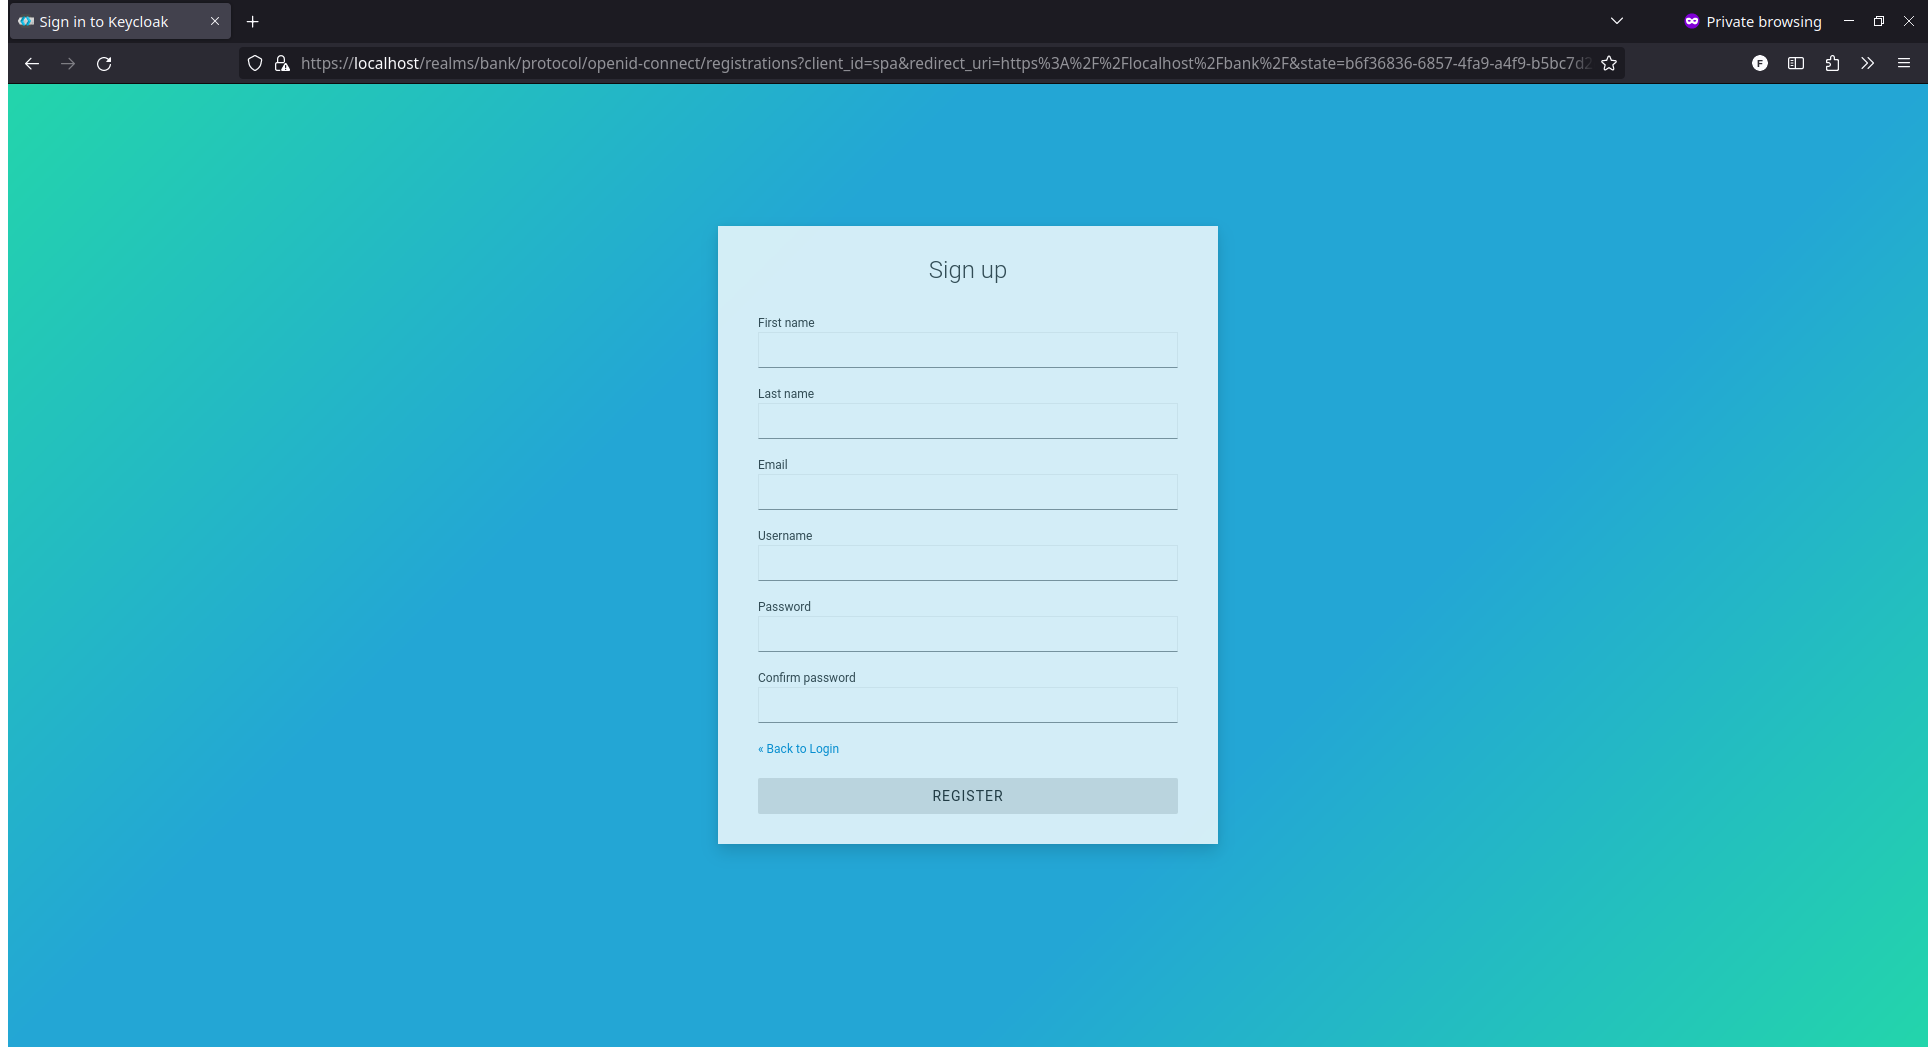 Sign in to Keycloak
Private browsing
https://localhost/realms/bank/protocol/openid-connect/registrations?client_id=spa&redirect_uri=https%3A%2F%2Flocalhost%2Fbank%2F&state=b6f36836-6857-4fa9-a4f9-b5bc7d2
F
Sign up
First name
Last name
Email
Username
Password
Confirm password
« Back to Login
REGISTER